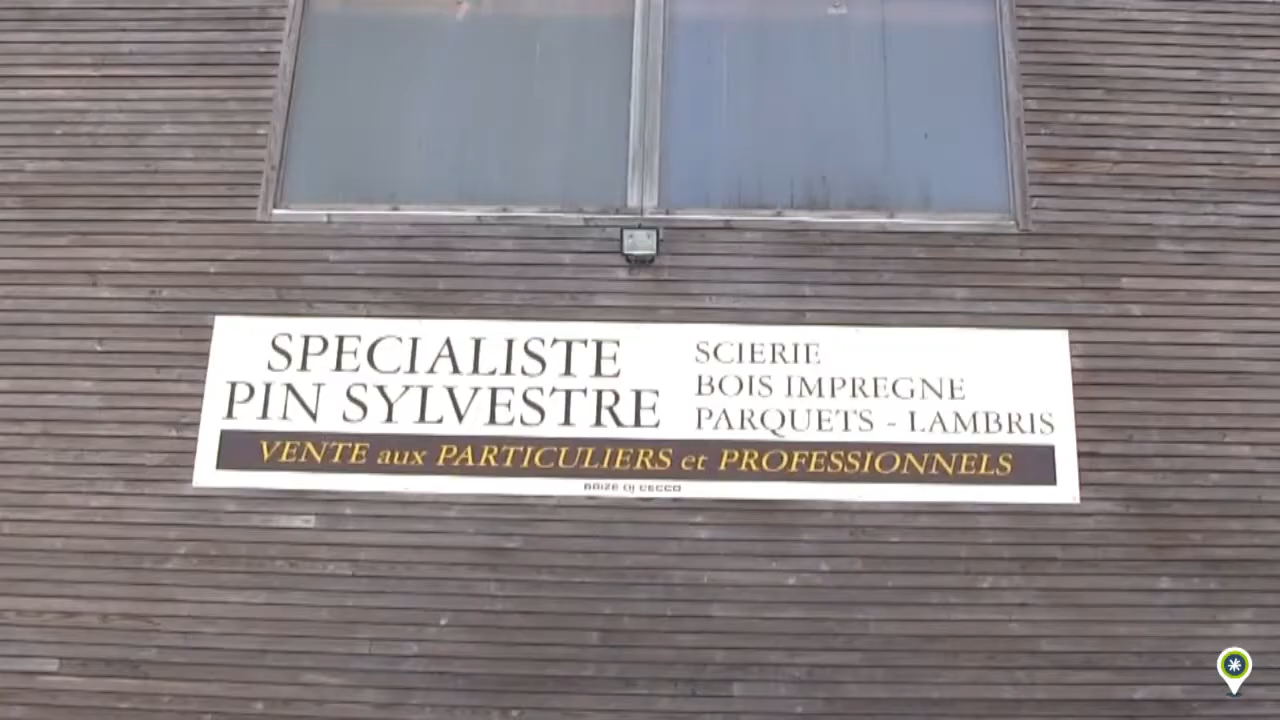 SPECIALISTE
PIN SYLVESTRE
SCIERIE
BOIS IMPREGNE
PARQUETS - LAMBRIS
VENTE aux PARTICULIERS et PROFESSIONNELS